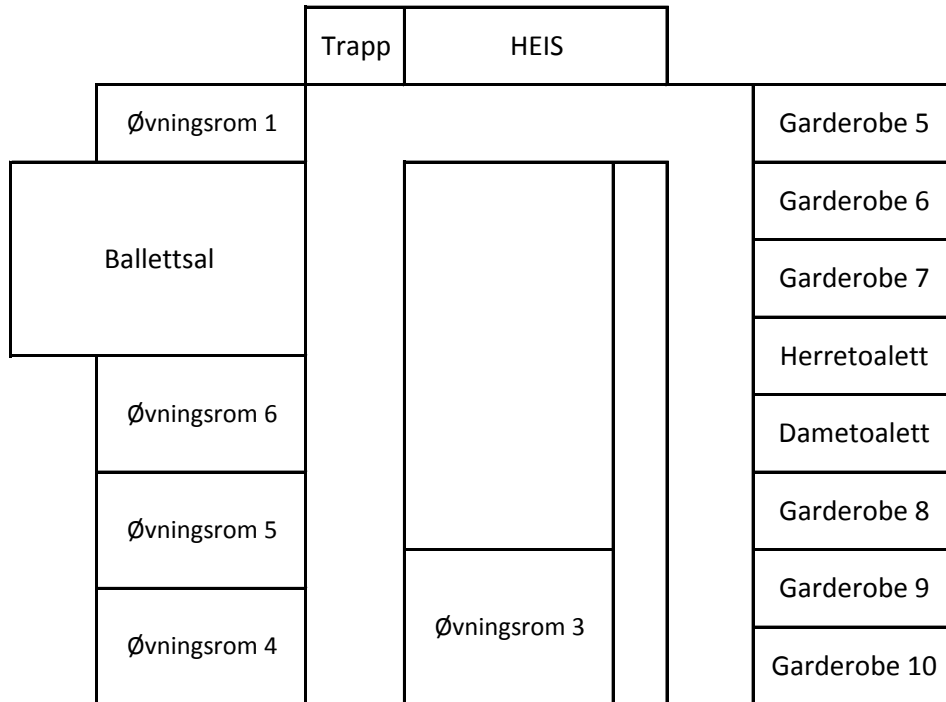 Trapp
HEIS
Øvningsrom 1
Garderobe 5
Garderobe 6
Ballettsal
Garderobe 7
Herretoalett
Øvningsrom 6
Dametoalett
Garderobe 8
Øvningsrom 5
Garderobe 9
Øvningsrom 3
Øvningsrom 4
Garderobe 10